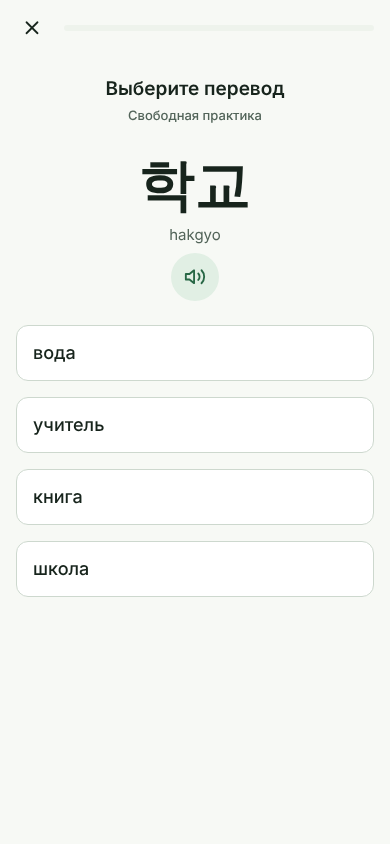 Выберите перевод
Свободная практика
학교
hakgyo
вода
учитель
книга
школа